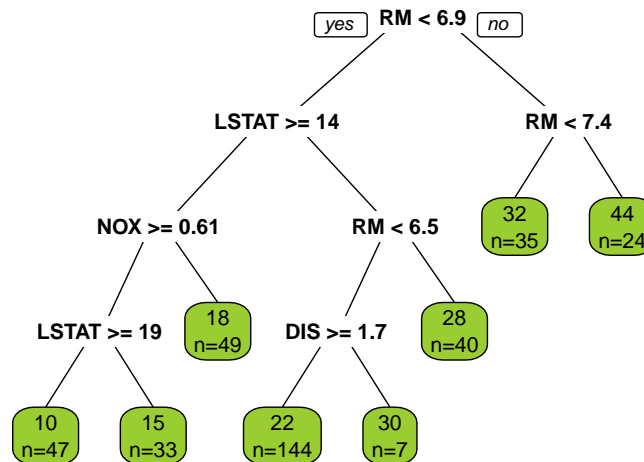 yes RM < 6.9 no
LSTAT >= 14 RM < 7.4
32 44
n=35 n=24
NOX >= 0.61 RM < 6.5
18 28
n=49 n=40
LSTAT >= 19 DIS >= 1.7
10 15 22 30
n=47 n=33 n=144 n=7